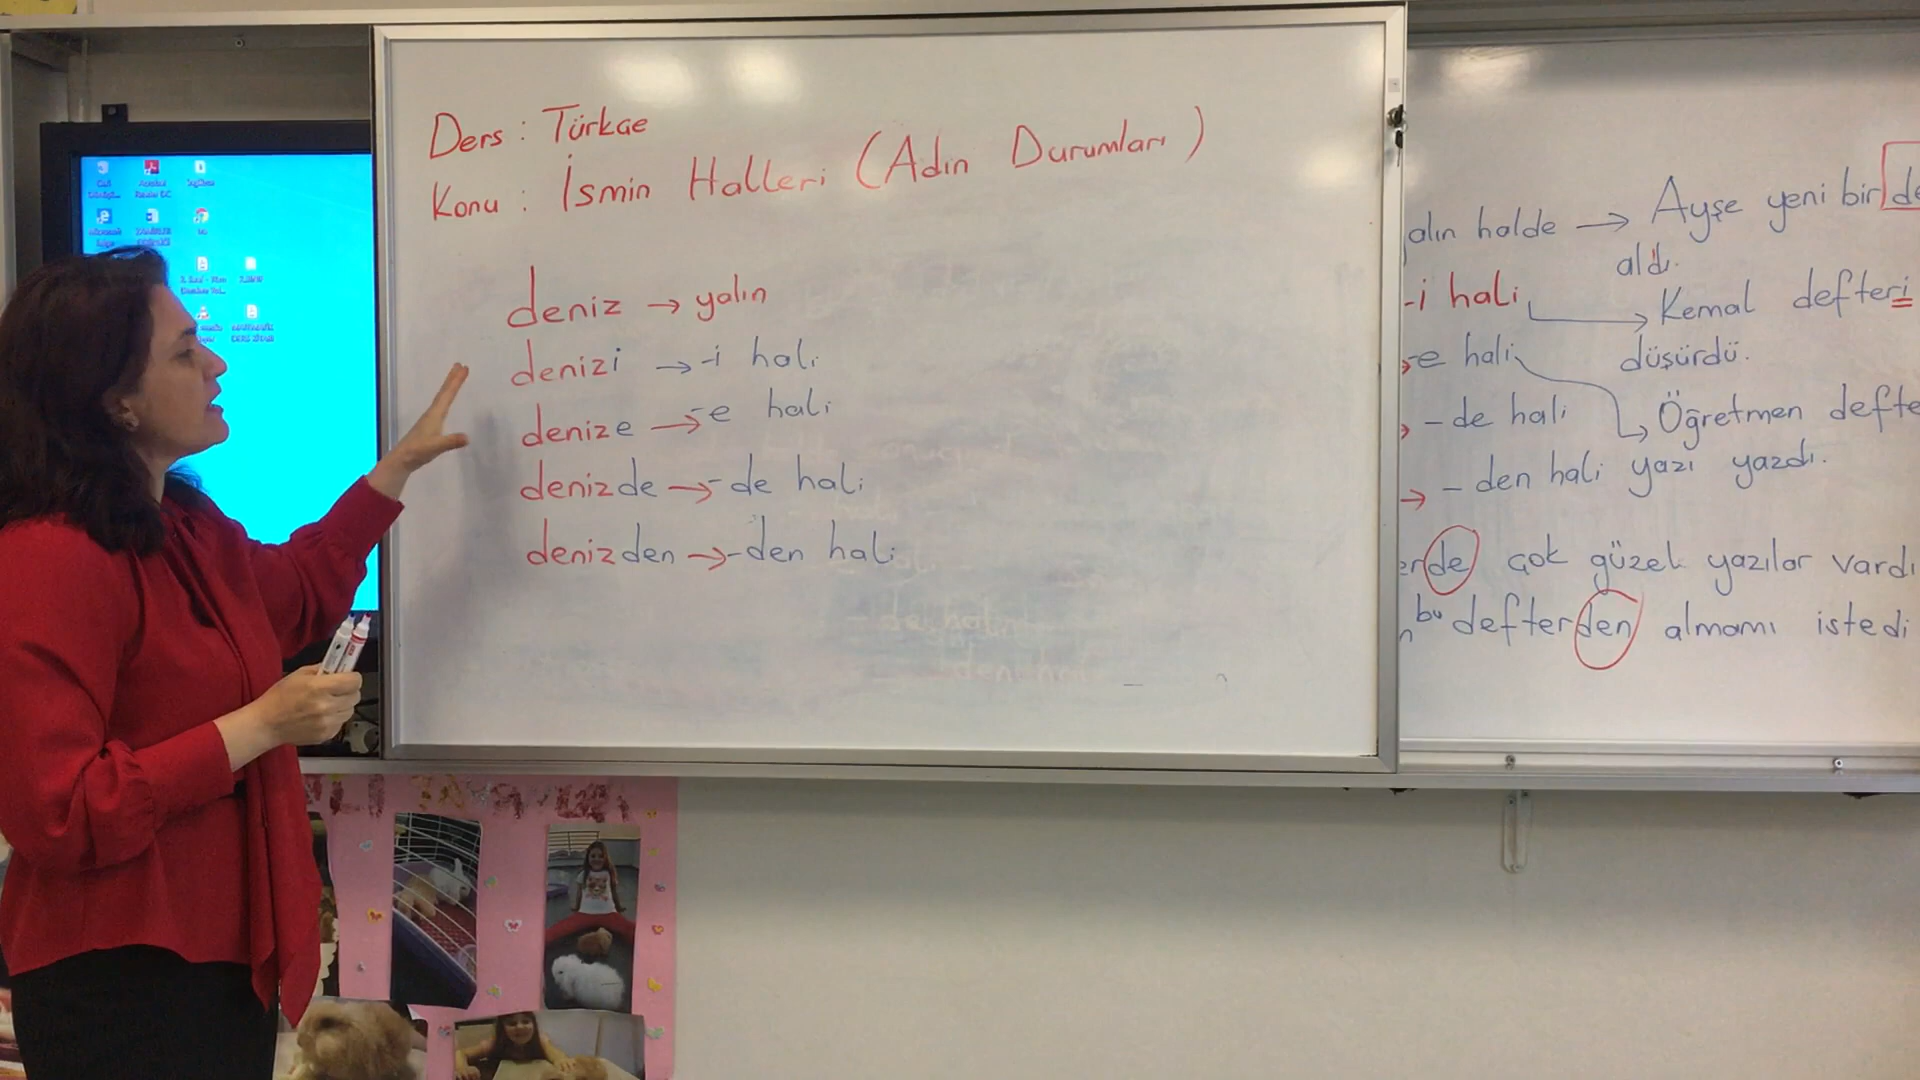 Ders : Türkçe
Konu : İsmin Halleri (Adın Durumları)
deniz → yalın
denizi → -i hali
denize → -e hali
denizde → -de hali
denizden → -den hali
alın halde → Ayşe yeni bir de
aldı.
-i hali → Kemal defteri
düşürdü.
-e hali → Öğretmen defte
yazı yazdı.
-de hali
→ -den hali
erde çok güzel yazılar vardı
n bu defterden almamı istedi